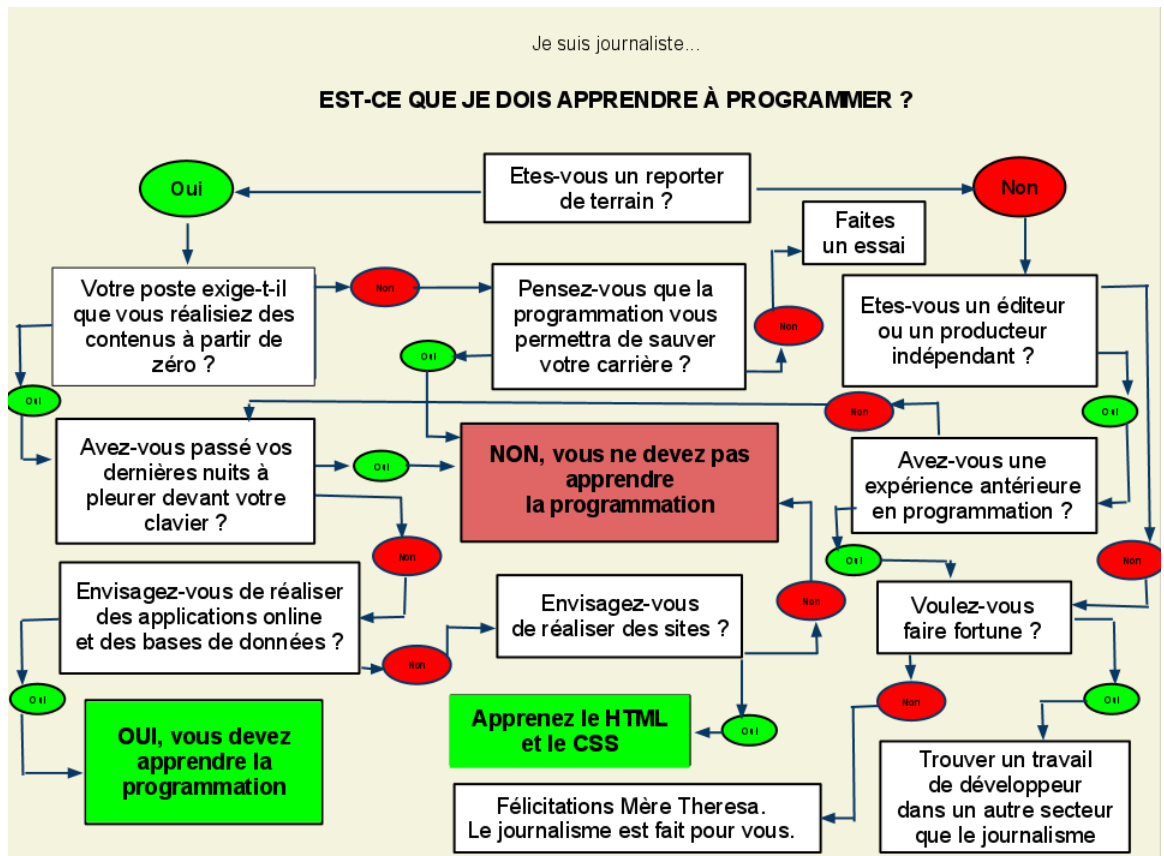 Je suis journaliste...
EST-CE QUE JE DOIS APPRENDRE À PROGRAMMER ?
Oui
Etes-vous un reporter
de terrain ?
Non
Faites
un essai
Votre poste exige-t-il
que vous réalisiez des
contenus à partir de
zéro ?
Non
Pensez-vous que la
programmation vous
permettra de sauver
votre carrière ?
Non
Oui
Etes-vous un éditeur
ou un producteur
indépendant ?
Oui
Non
Oui
Avez-vous passé vos
dernières nuits à
pleurer devant votre
clavier ?
Oui
NON, vous ne devez pas
apprendre
la programmation
Avez-vous une
expérience antérieure
en programmation ?
Non
Oui
Non
Envisagez-vous de réaliser
des applications online
et des bases de données ?
Non
Envisagez-vous
de réaliser des sites ?
Non
Voulez-vous
faire fortune ?
Oui
OUI, vous devez
apprendre la
programmation
Apprenez le HTML
et le CSS
Oui
Non
Oui
Félicitations Mère Theresa.
Le journalisme est fait pour vous.
Trouver un travail
de développeur
dans un autre secteur
que le journalisme